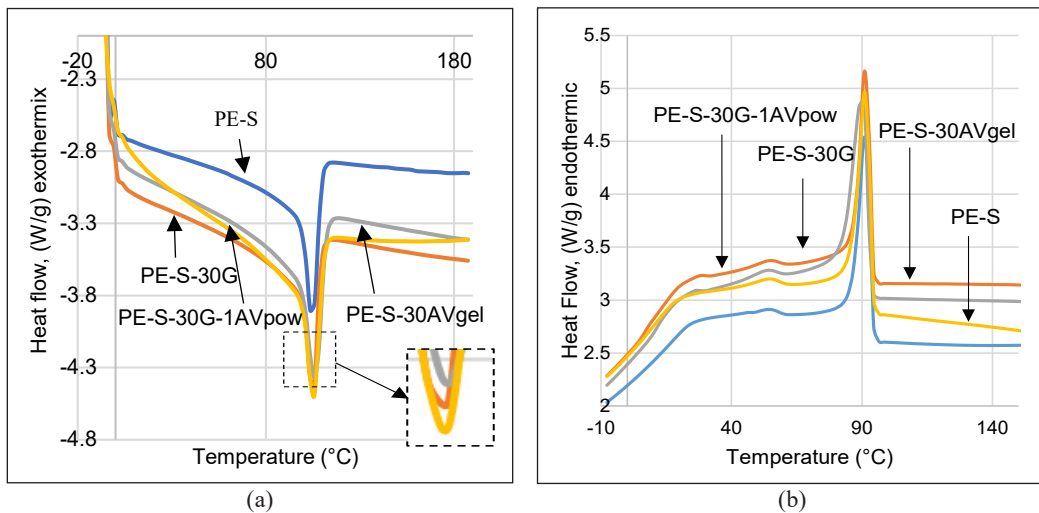 -20
80
180
-2.3
-2.8
-3.3
-3.8
-4.3
-4.8
Heat flow, (W/g) exothermix
PE-S
PE-S-30G
PE-S-30G-1AVpow
PE-S-30AVgel
Temperature (°C)
(a)
5.5
5
4.5
4
3.5
3
2.5
2
Heat Flow, (W/g) endothermic
PE-S-30G-1AVpow
PE-S-30AVgel
PE-S-30G
PE-S
-10
40
90
140
Temperature (°C)
(b)